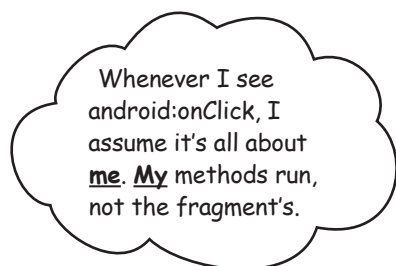 Whenever I see
android:onClick, I
assume it's all about
me. My methods run,
not the fragment's.